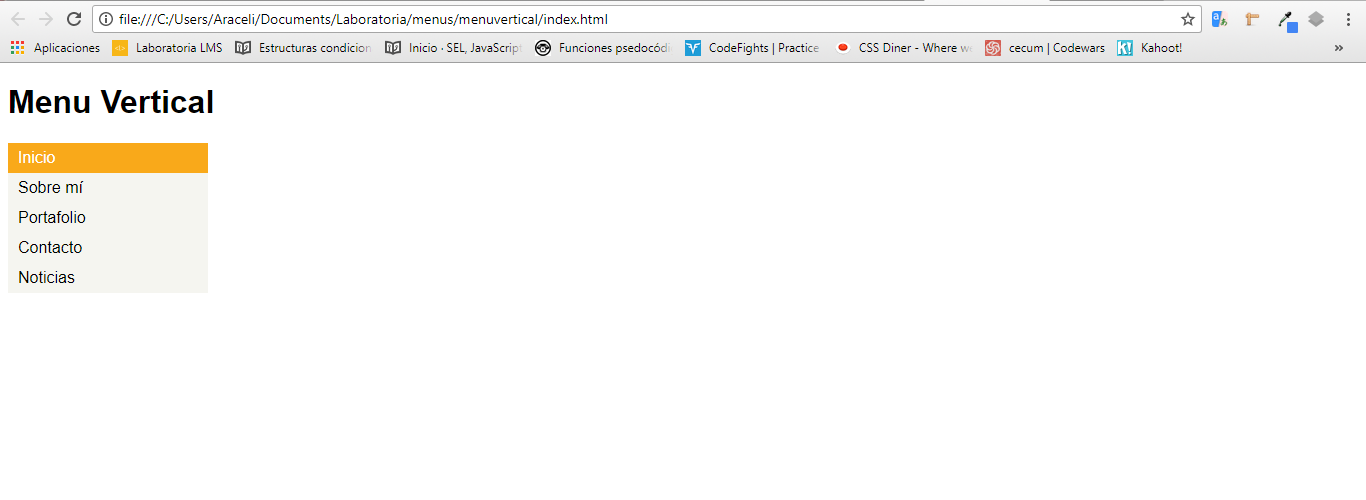 file:///C:/Users/Araceli/Documents/Laboratoria/menus/menuvertical/index.html
Aplicaciones Laboratoria LMS Estructuras condicion Inicio · SEL, JavaScript Funciones psedocódi CodeFights | Practice CSS Diner - Where w cecum | Codewars Kahoot! »
Menu Vertical
Inicio
Sobre mí
Portafolio
Contacto
Noticias